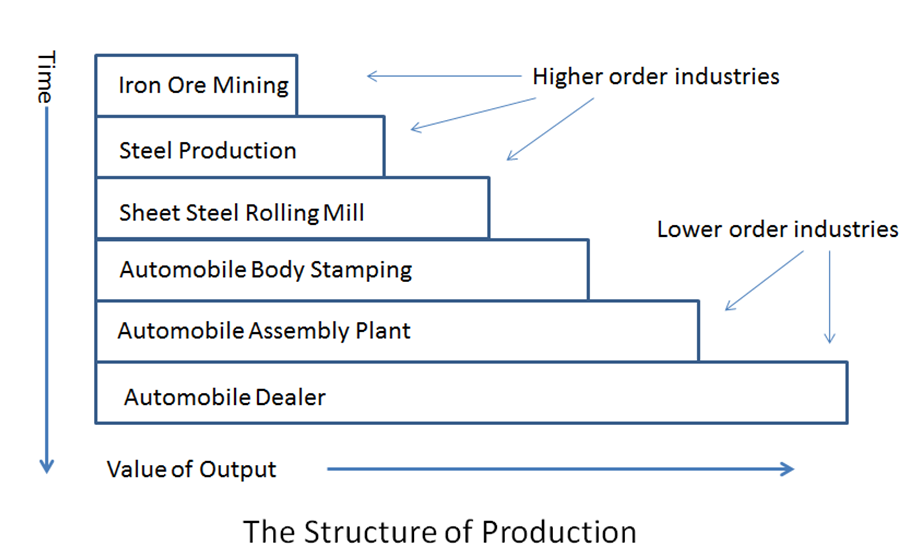 Time
Iron Ore Mining
Higher order industries
Steel Production
Sheet Steel Rolling Mill
Lower order industries
Automobile Body Stamping
Automobile Assembly Plant
Automobile Dealer
Value of Output
The Structure of Production